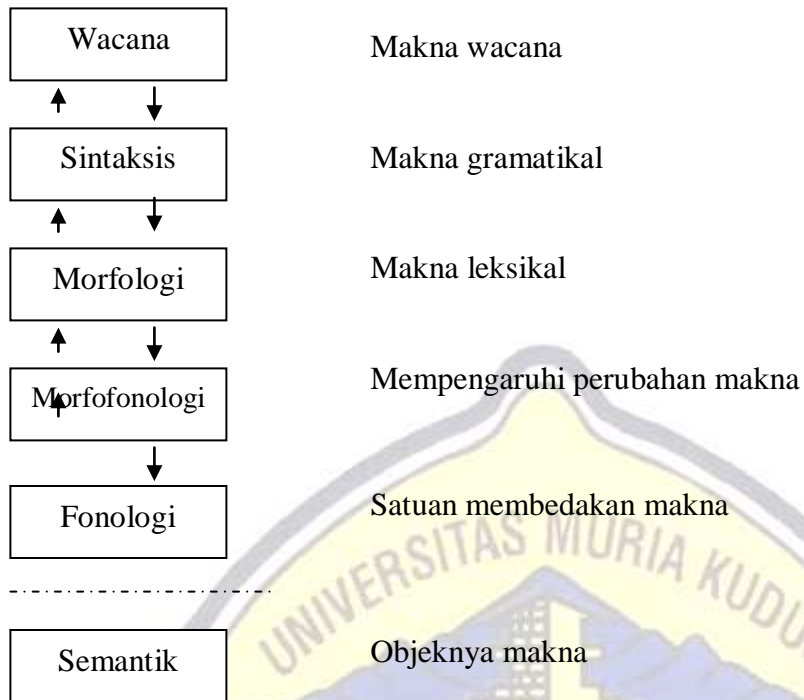 Wacana Makna wacana
Sintaksis Makna gramatikal
Morfologi Makna leksikal
Morfofonologi Mempengaruhi perubahan makna
Fonologi Satuan membedakan makna
UNIVERSITAS MURIA
Semantik Objeknya makna